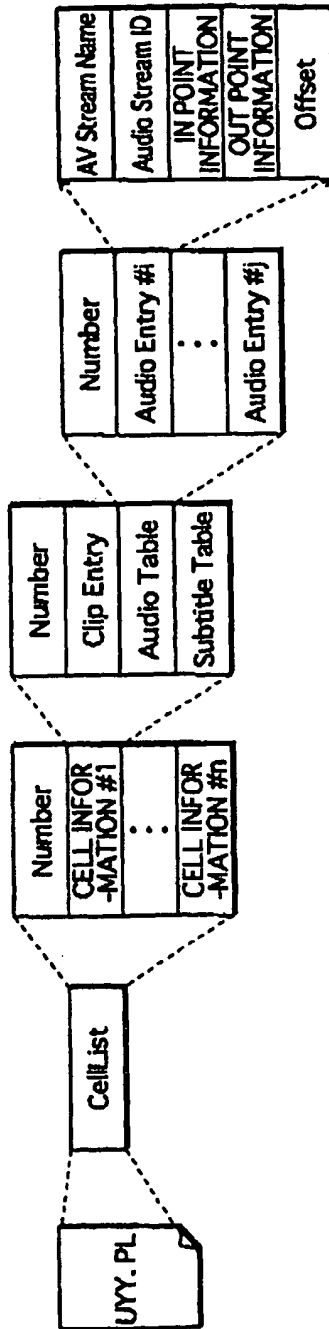 UYY. PL
CellList
Number
CELL INFOR
-MATION #1
CELL INFOR
-MATION #n
Number
Clip Entry
Audio Table
Subtitle Table
Number
Audio Entry #i
Audio Entry #j
AV Stream Name
Audio Stream ID
IN POINT
INFORMATION
OUT POINT
INFORMATION
Offset